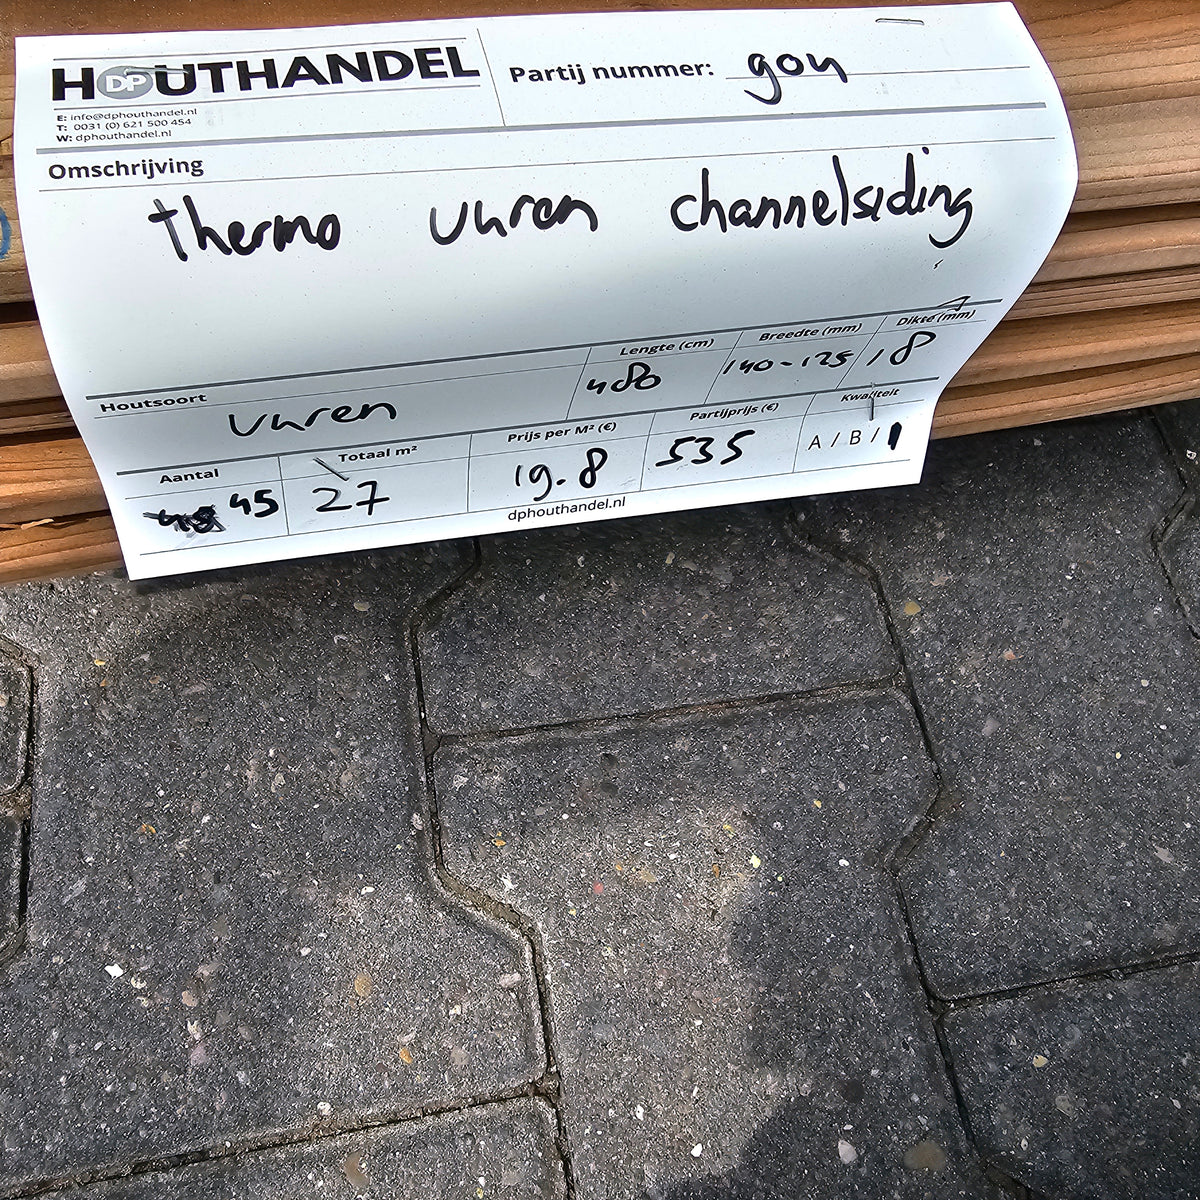 HOUTHANDEL
DP
E: info@dphouthandel.nl
T: 0031 (0) 621 500 454
W: dphouthandel.nl
Partij nummer: gou
Omschrijving
thermo vuren channelsiding
Houtsoort vuren
Lengte (cm) 480
Breedte (mm) 140-125
Dikte (mm) 18
Aantal 45
Totaal m² 27
Prijs per M² (€) 19.8
Partijprijs (€) 535
Kwaliteit A / B /
dphouthandel.nl